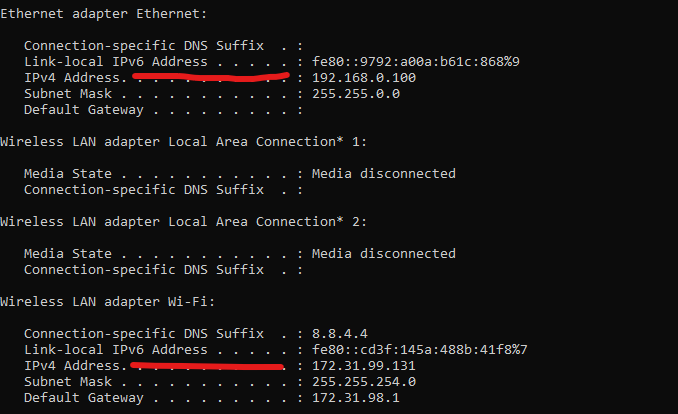 Ethernet adapter Ethernet:
Connection-specific DNS Suffix  . :
Link-local IPv6 Address . . . . . : fe80::9792:a00a:b61c:868%9
IPv4 Address. . . . . . . . . . . : 192.168.0.100
Subnet Mask . . . . . . . . . . . : 255.255.0.0
Default Gateway . . . . . . . . . :
Wireless LAN adapter Local Area Connection* 1:
Media State . . . . . . . . . . . : Media disconnected
Connection-specific DNS Suffix  . :
Wireless LAN adapter Local Area Connection* 2:
Media State . . . . . . . . . . . : Media disconnected
Connection-specific DNS Suffix  . :
Wireless LAN adapter Wi-Fi:
Connection-specific DNS Suffix  . : 8.8.4.4
Link-local IPv6 Address . . . . . : fe80::cd3f:145a:488b:41f8%7
IPv4 Address. . . . . . . . . . . : 172.31.99.131
Subnet Mask . . . . . . . . . . . : 255.255.254.0
Default Gateway . . . . . . . . . : 172.31.98.1